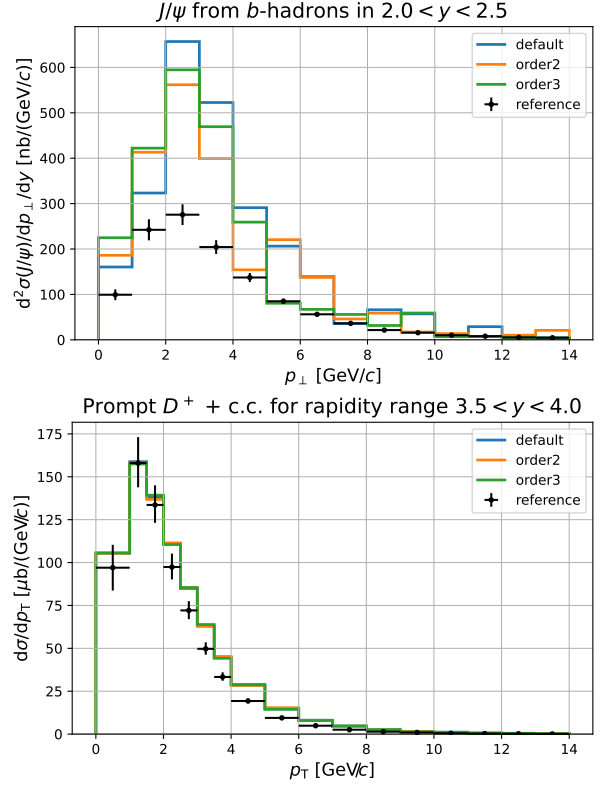 J/ψ from b-hadrons in 2.0 < y < 2.5
d²σ(J/ψ)/dp⊥/dy [nb/(GeV/c)]
600
500
400
300
200
100
0
default
order2
order3
reference
0 2 4 6 8 10 12 14
p⊥ [GeV/c]
Prompt D⁺ + c.c. for rapidity range 3.5 < y < 4.0
dσ/dp_T [μb/(GeV/c)]
175
150
125
100
75
50
25
0
default
order2
order3
reference
0 2 4 6 8 10 12 14
p_T [GeV/c]